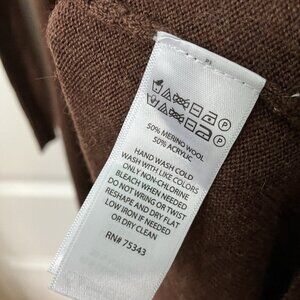 50% MERINO WOOL
50% ACRYLIC
HAND WASH COLD
WASH WITH LIKE COLORS
ONLY NON-CHLORINE
BLEACH WHEN NEEDED
DO NOT WRING OR TWIST
RESHAPE AND DRY FLAT
LOW IRON IF NEEDED
OR DRY CLEAN
RN# 75343